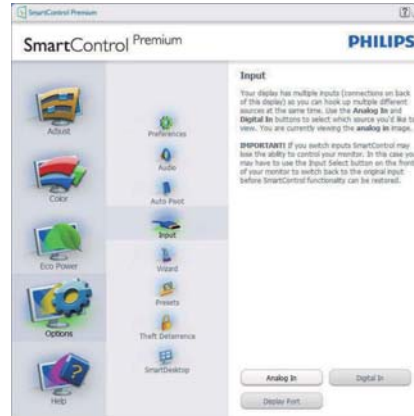 SmartControl Premium
SmartControl Premium
PHILIPS
Adjust
Color
Eco Power
Options
Help
Preferences
Audio
Auto Pivot
Input
Wizard
Presets
Theft Deterrence
SmartDesktop
Input
Your display has multiple inputs (connections on back
of this display) so you can hook up multiple different
sources at the same time. Use the Analog In and
Digital In buttons to select which source you'd like to
view. You are currently viewing the analog in image.
IMPORTANT! If you switch inputs SmartControl may
lose the ability to control your monitor. In this case you
may have to use the Input Select button on the front
of your monitor to switch back to the original input
before SmartControl functionality can be restored.
Analog In
Digital In
Display Port